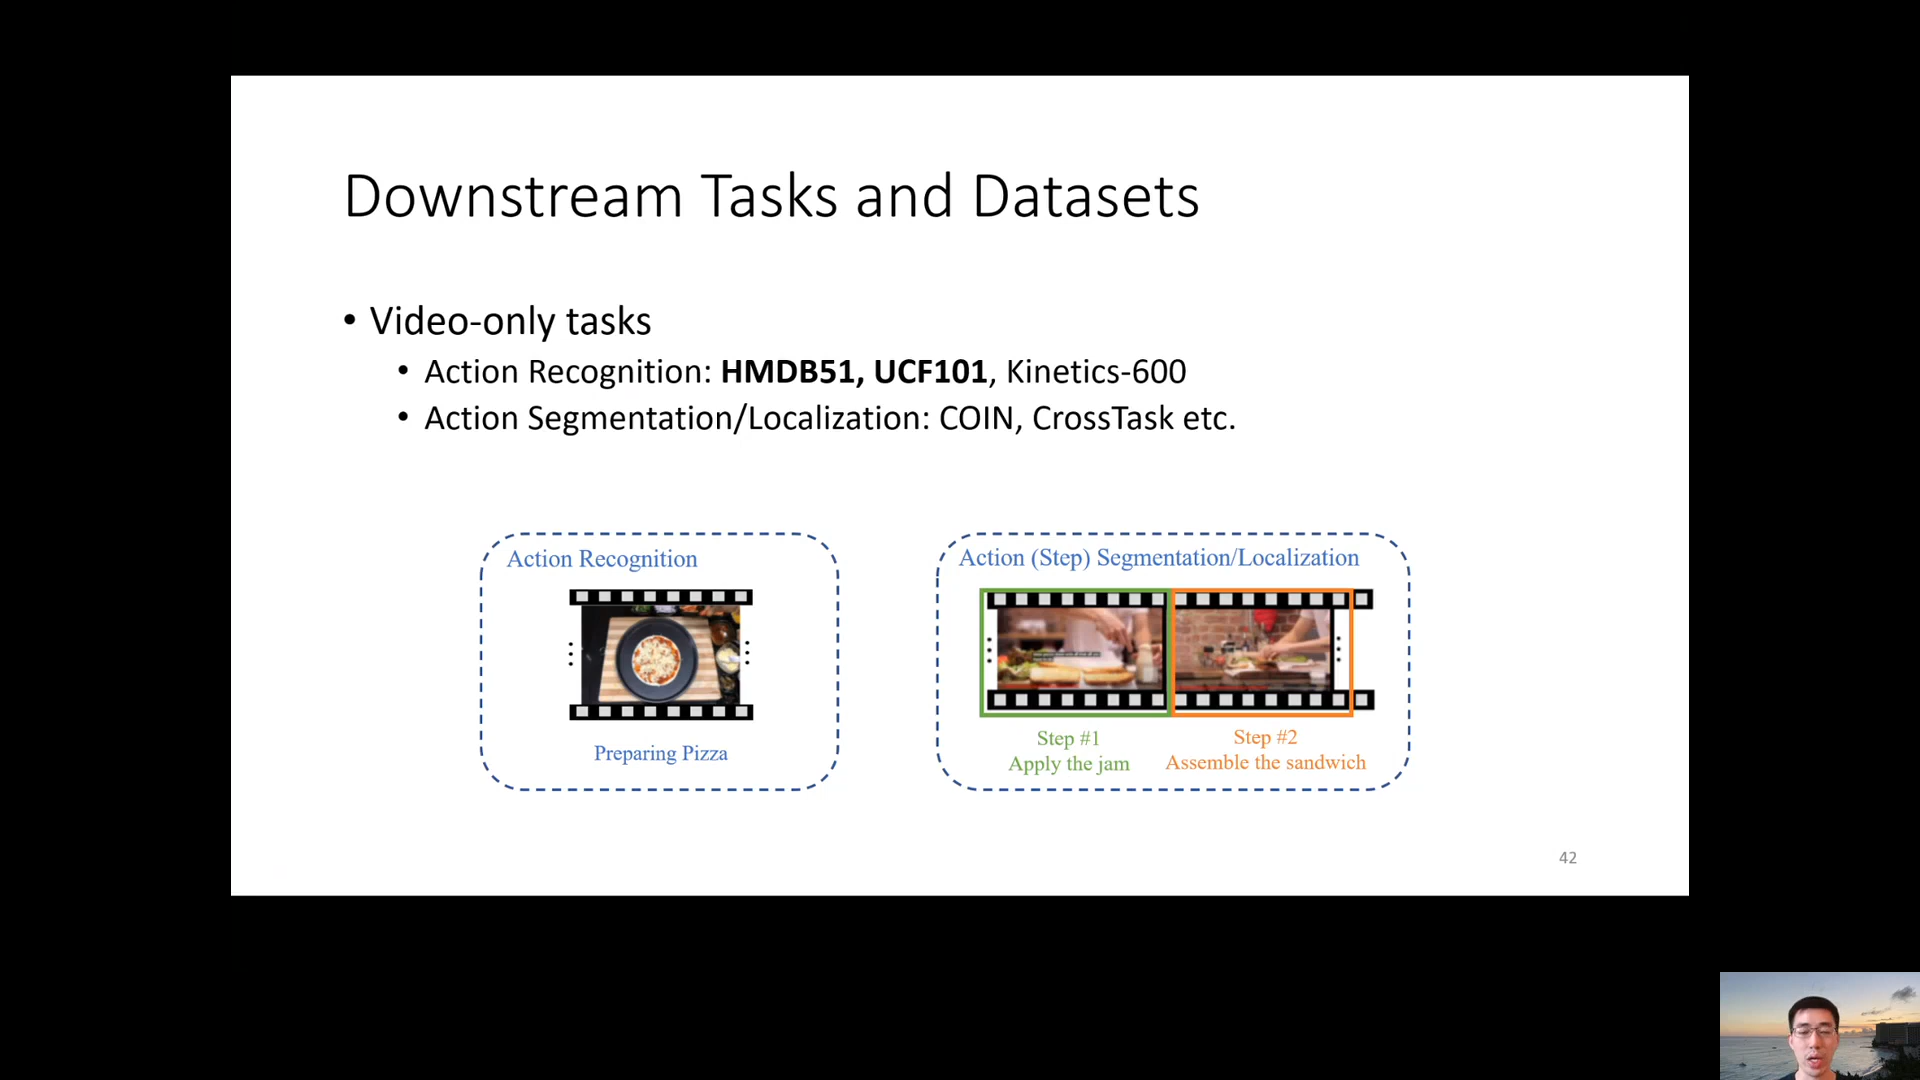 Downstream Tasks and Datasets
• Video-only tasks
• Action Recognition: HMDB51, UCF101, Kinetics-600
• Action Segmentation/Localization: COIN, CrossTask etc.
Action Recognition
Preparing Pizza
Action (Step) Segmentation/Localization
Step #1
Apply the jam
Step #2
Assemble the sandwich
42